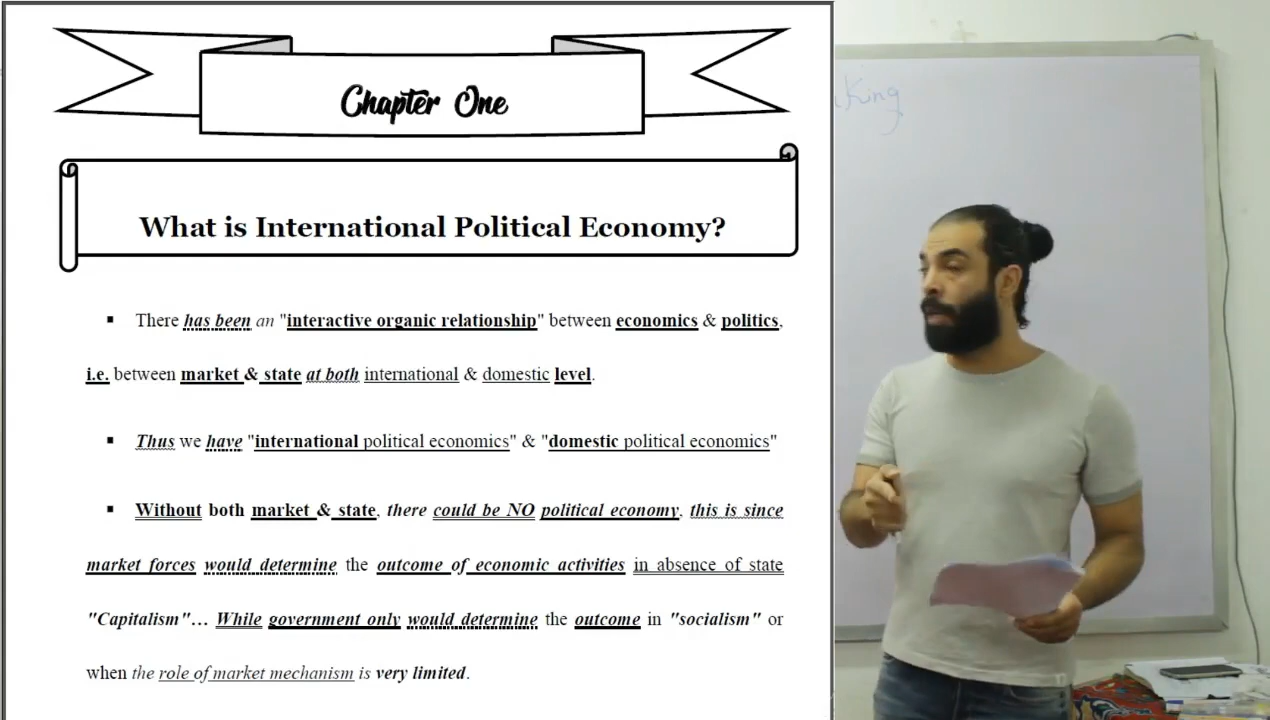 Chapter One
What is International Political Economy?
▪ There has been an "interactive organic relationship" between economics & politics,
i.e. between market & state at both international & domestic level.
▪ Thus we have "international political economics" & "domestic political economics"
▪ Without both market & state, there could be NO political economy, this is since
market forces would determine the outcome of economic activities in absence of state
"Capitalism"… While government only would determine the outcome in "socialism" or
when the role of market mechanism is very limited.